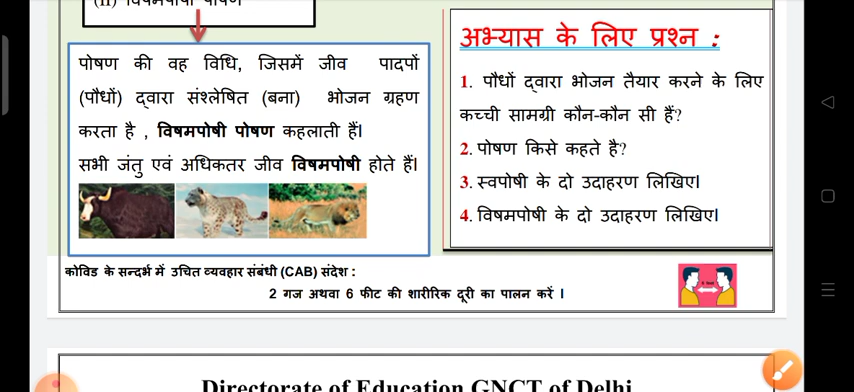 पोषण की वह विधि, जिसमें जीव पादपों
(पौधों) द्वारा संश्लेषित (बना) भोजन ग्रहण
करता है , विषमपोषी पोषण कहलाती हैं।
सभी जंतु एवं अधिकतर जीव विषमपोषी होते हैं।
अभ्यास के लिए प्रश्न :
1. पौधों द्वारा भोजन तैयार करने के लिए
कच्ची सामग्री कौन-कौन सी हैं?
2. पोषण किसे कहते है?
3. स्वपोषी के दो उदाहरण लिखिए।
4. विषमपोषी के दो उदाहरण लिखिए।
कोविड के सन्दर्भ में उचित व्यवहार संबंधी (CAB) संदेश :
2 गज अथवा 6 फीट की शारीरिक दूरी का पालन करें ।
Directorate of Education GNCT of Delhi